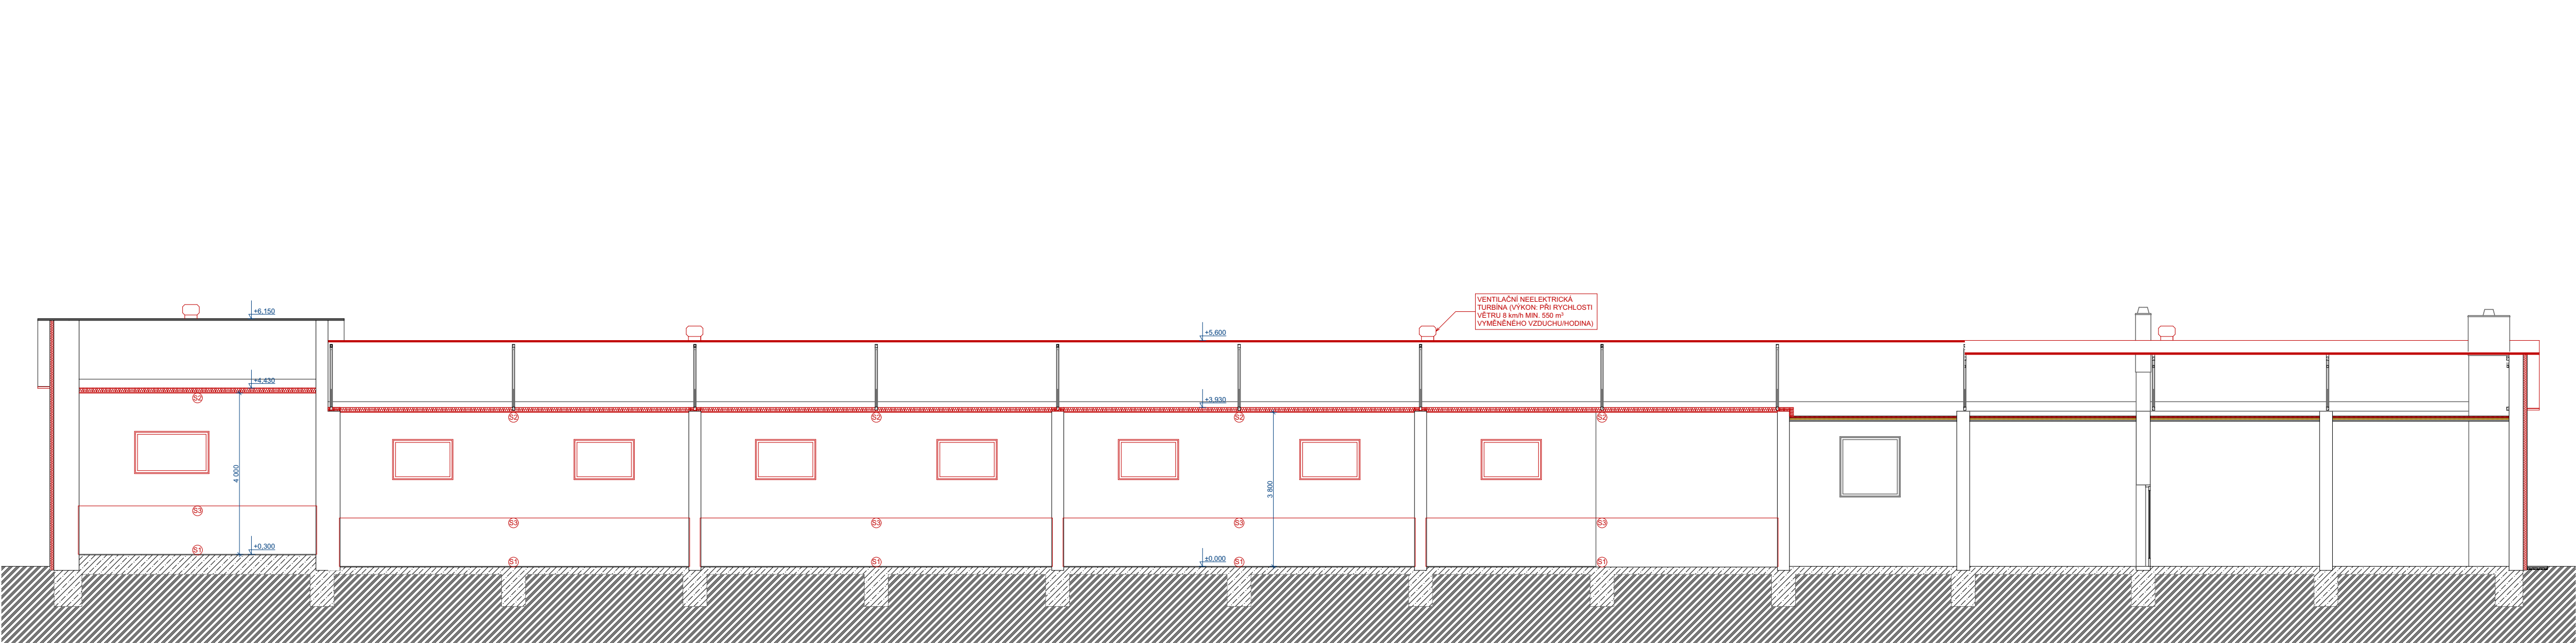 VENTILAČNÍ NEELEKTRICKÁ
TURBÍNA (VÝKON: PŘI RYCHLOSTI
VĚTRU 8 km/h MIN. 550 m³
VYMĚNĚNÉHO VZDUCHU/HODINA)
+6,150
+5,600
+4,430
+3,930
S2
S2
S2
S2
S2
4 000
3 800
S3
S3
S3
S3
S3
+0,300
S1
±0,000
S1
S1
S1
S1